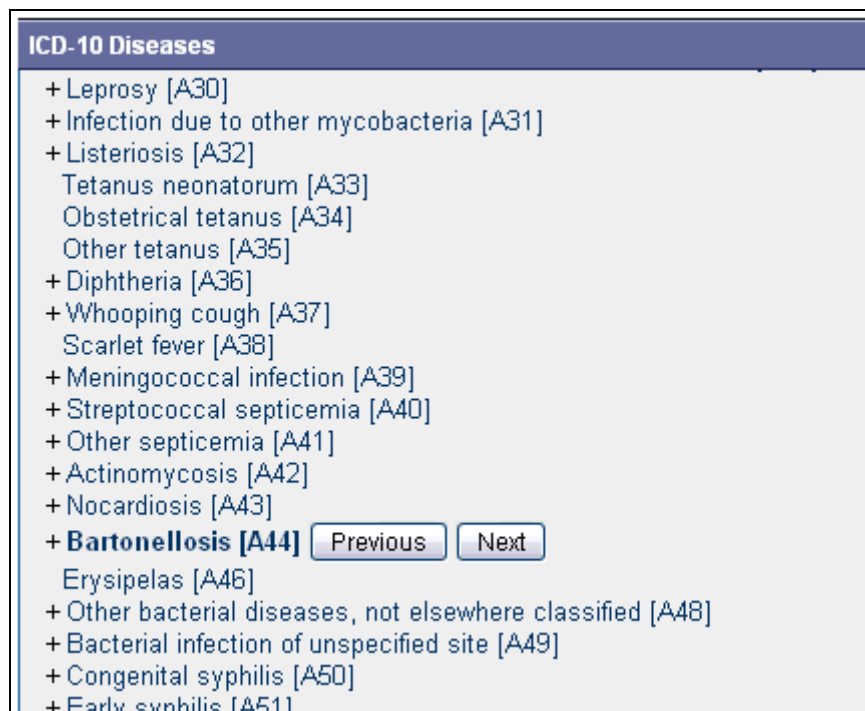 ICD-10 Diseases
+ Leprosy [A30]
+ Infection due to other mycobacteria [A31]
+ Listeriosis [A32]
Tetanus neonatorum [A33]
Obstetrical tetanus [A34]
Other tetanus [A35]
+ Diphtheria [A36]
+ Whooping cough [A37]
Scarlet fever [A38]
+ Meningococcal infection [A39]
+ Streptococcal septicemia [A40]
+ Other septicemia [A41]
+ Actinomycosis [A42]
+ Nocardiosis [A43]
+ Bartonellosis [A44] Previous Next
Erysipelas [A46]
+ Other bacterial diseases, not elsewhere classified [A48]
+ Bacterial infection of unspecified site [A49]
+ Congenital syphilis [A50]
+ Early syphilis [A51]